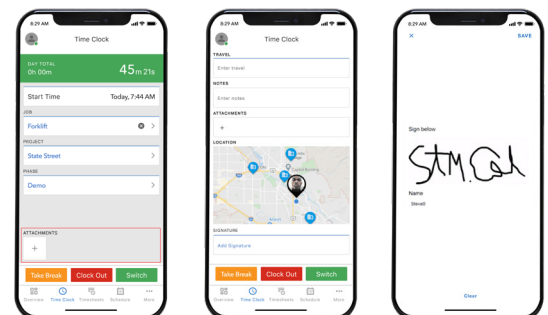 8:29 AM
Time Clock
DAY TOTAL
0h 00m
45m 21s
Start Time
Today, 7:44 AM
JOB
Forklift
PROJECT
State Street
PHASE
Demo
ATTACHMENTS
+
Take Break
Clock Out
Switch
Overview
Time Clock
Timesheets
Schedule
More
8:29 AM
Time Clock
TRAVEL
Enter travel
NOTES
Enter notes
ATTACHMENTS
+
LOCATION
Capitol Building
SIGNATURE
Add Signature
Take Break
Clock Out
Switch
Overview
Time Clock
Timesheets
Schedule
More
8:29 AM
X
SAVE
Sign below
Name
SteveB
Clear